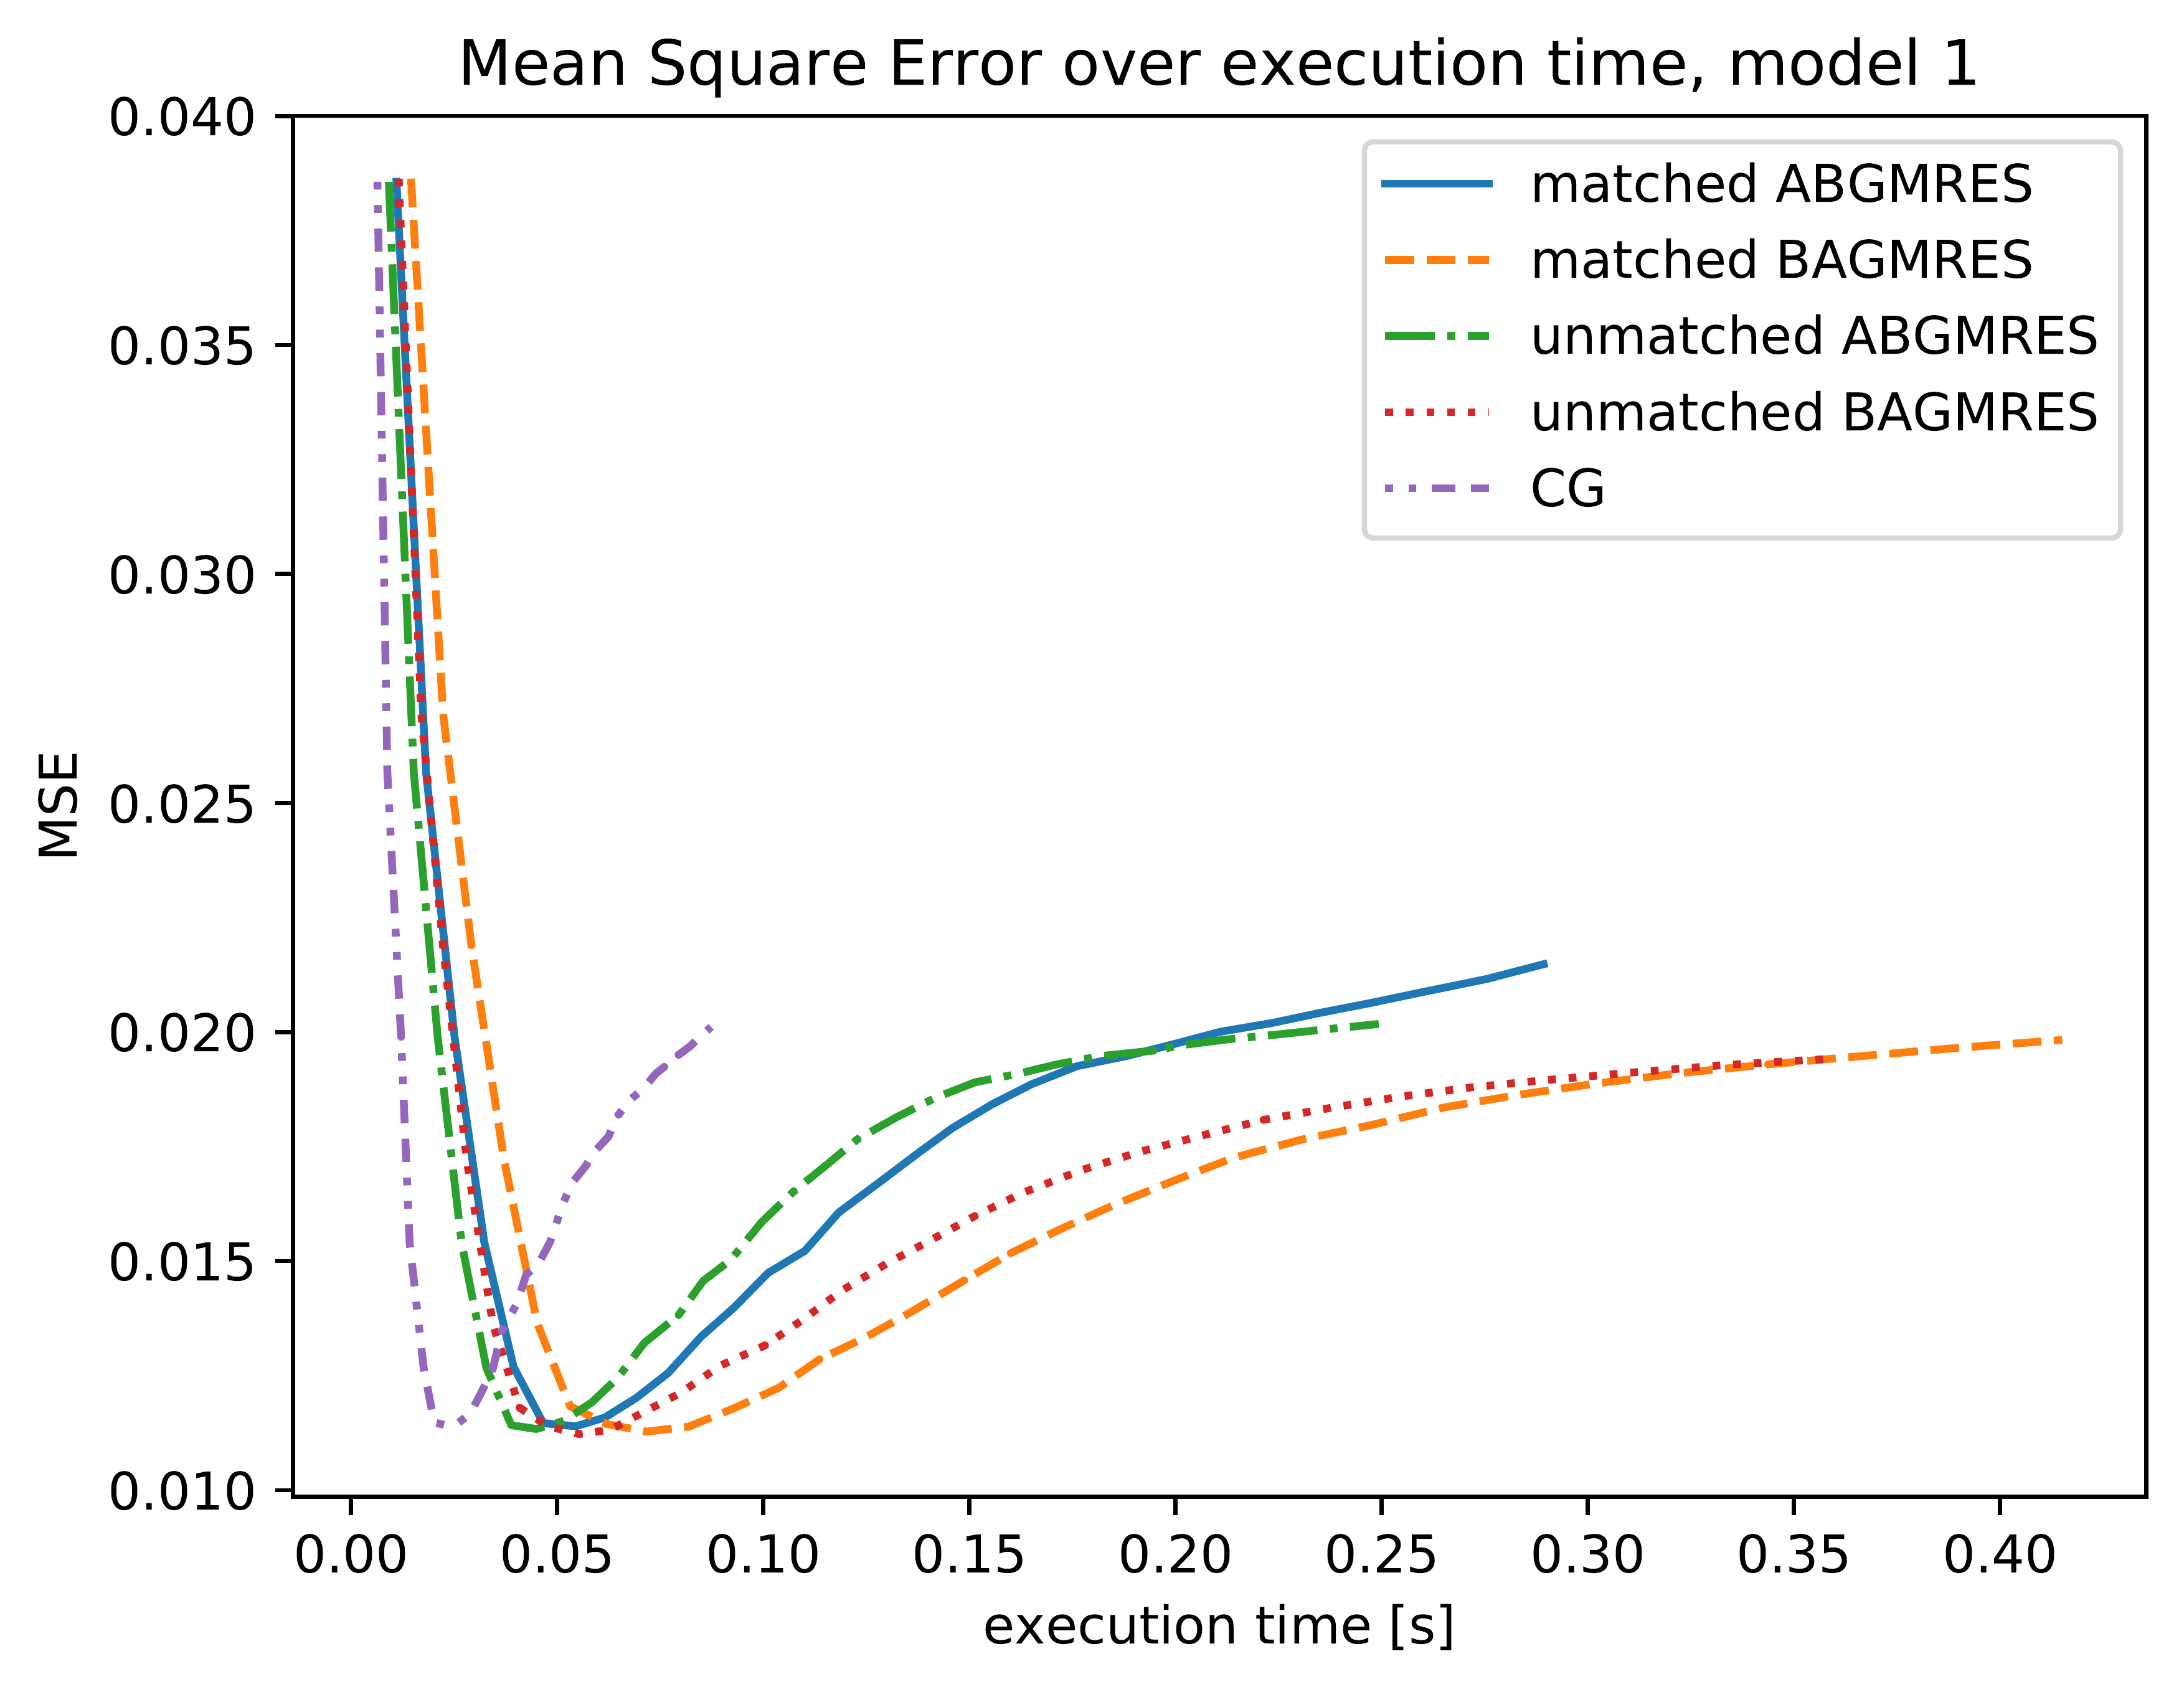 Mean Square Error over execution time, model 1
0.040
0.035
0.030
0.025
0.020
0.015
0.010
MSE
matched ABGMRES
matched BAGMRES
unmatched ABGMRES
unmatched BAGMRES
CG
0.00 0.05 0.10 0.15 0.20 0.25 0.30 0.35 0.40
execution time [s]